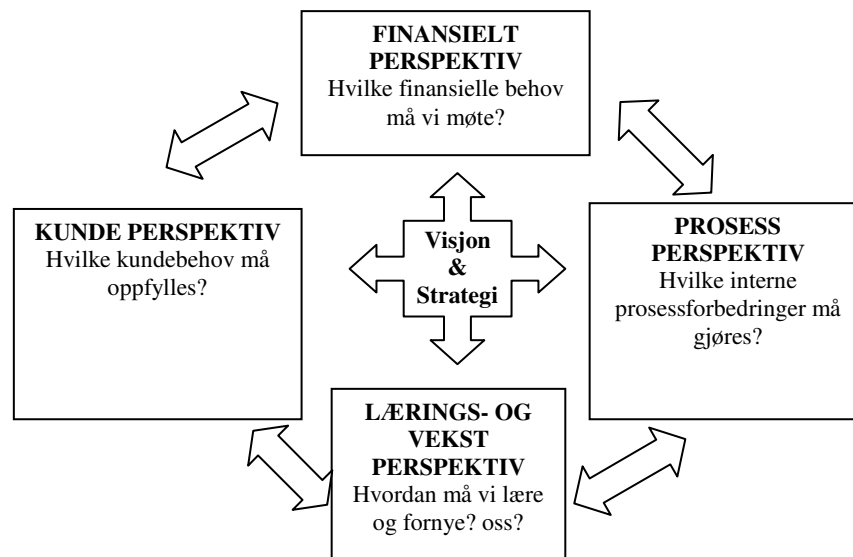 FINANSIELT
PERSPEKTIV
Hvilke finansielle behov
må vi møte?
KUNDE PERSPEKTIV
Hvilke kundebehov må
oppfylles?
Visjon
&
Strategi
PROSESS
PERSPEKTIV
Hvilke interne
prosessforbedringer må
gjøres?
LÆRINGS- OG
VEKST
PERSPEKTIV
Hvordan må vi lære
og fornye? oss?